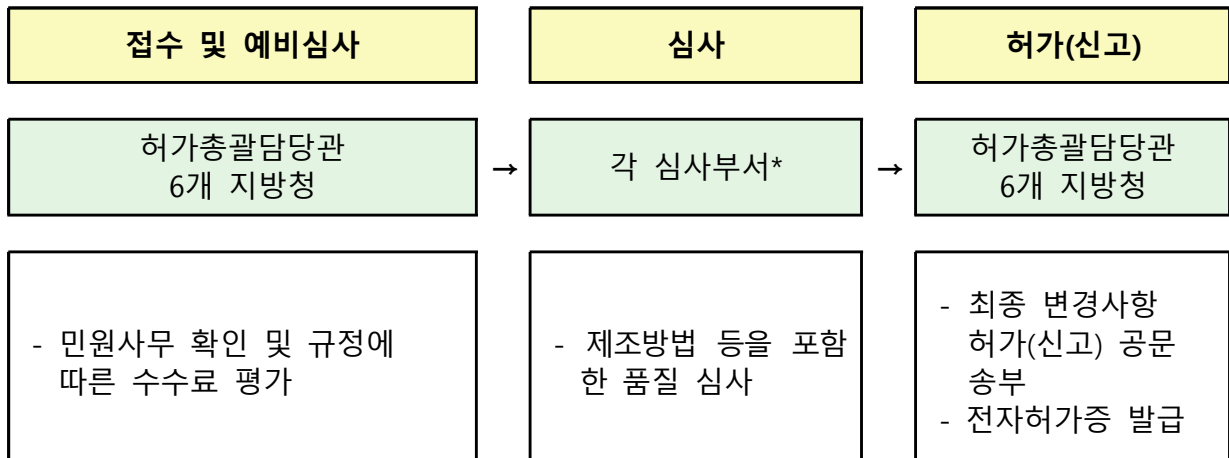 접수 및 예비심사
심사
허가(신고)
허가총괄담당관
6개 지방청
→
각 심사부서*
→
허가총괄담당관
6개 지방청
- 민원사무 확인 및 규정에
따른 수수료 평가
- 제조방법 등을 포함
한 품질 심사
- 최종 변경사항
허가(신고) 공문
송부
- 전자허가증 발급